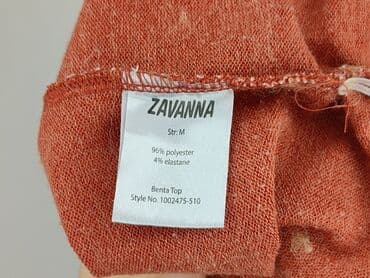 ZAVANNA
Str: M
96% polyester
4% elastane
Benta Top
Style No. 1002475-510